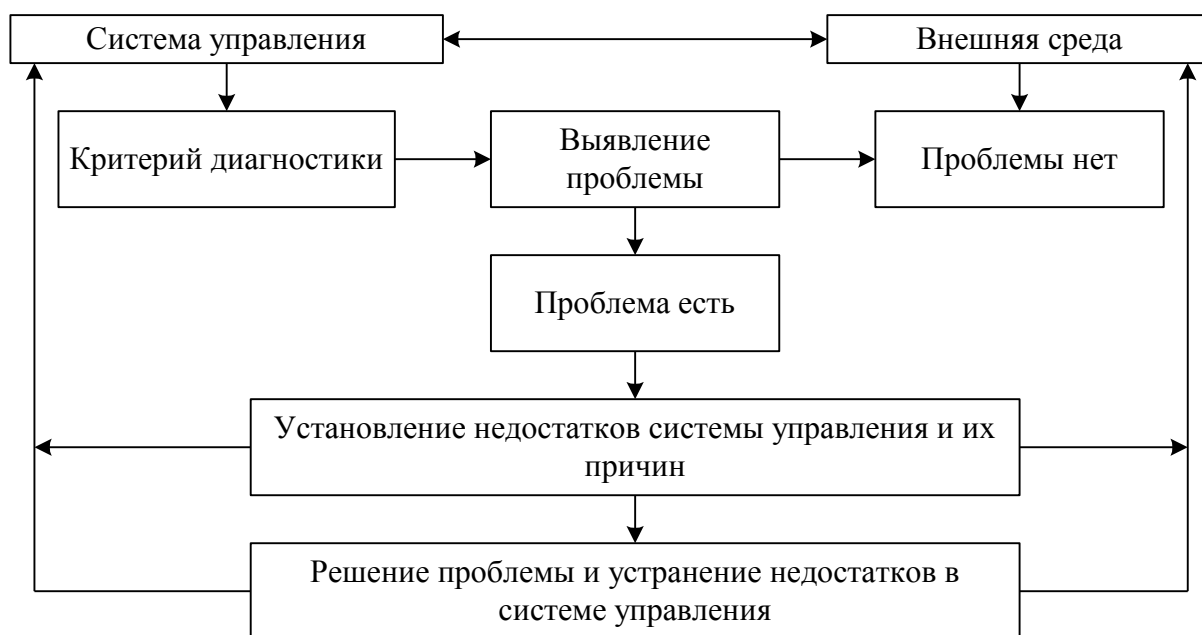 Система управления
Внешняя среда
Критерий диагностики
Выявление
проблемы
Проблемы нет
Проблема есть
Установление недостатков системы управления и их
причин
Решение проблемы и устранение недостатков в
системе управления